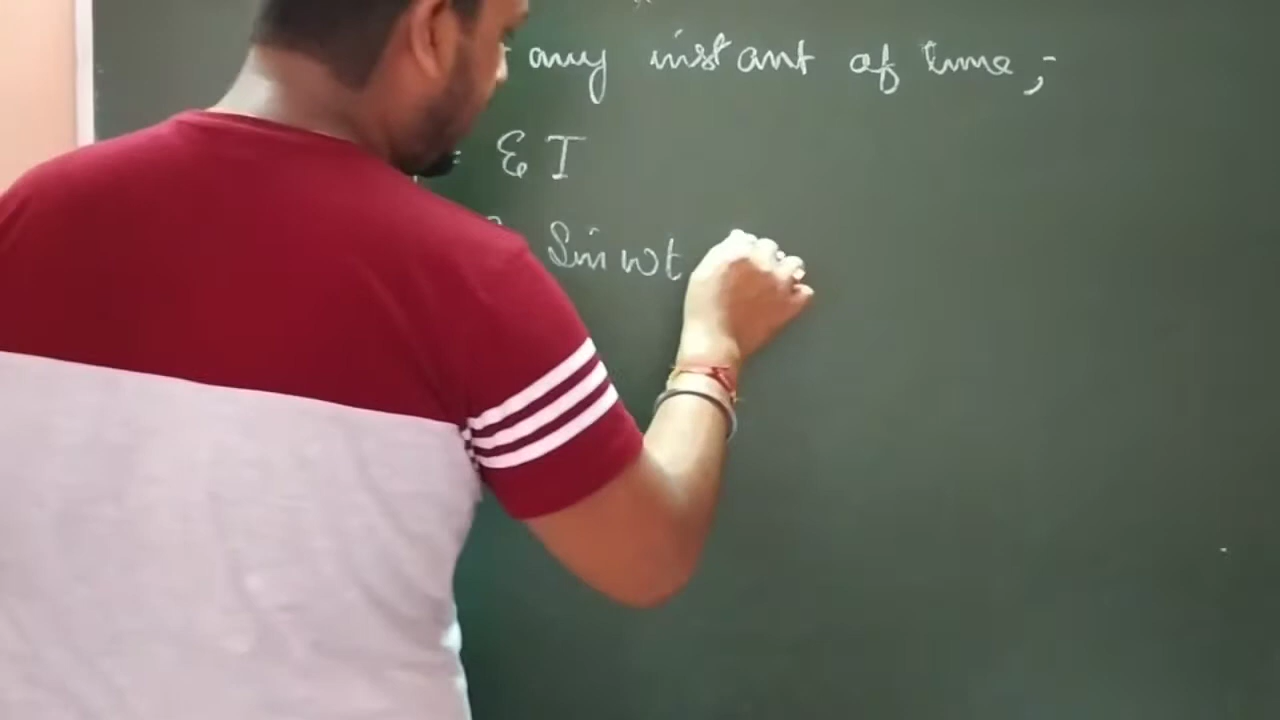 any instant of time ;-
= ℰ I
Sin ωt